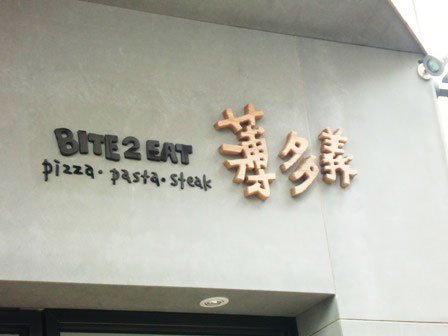 BITE 2 EAT
pizza · pasta · steak
薄多義